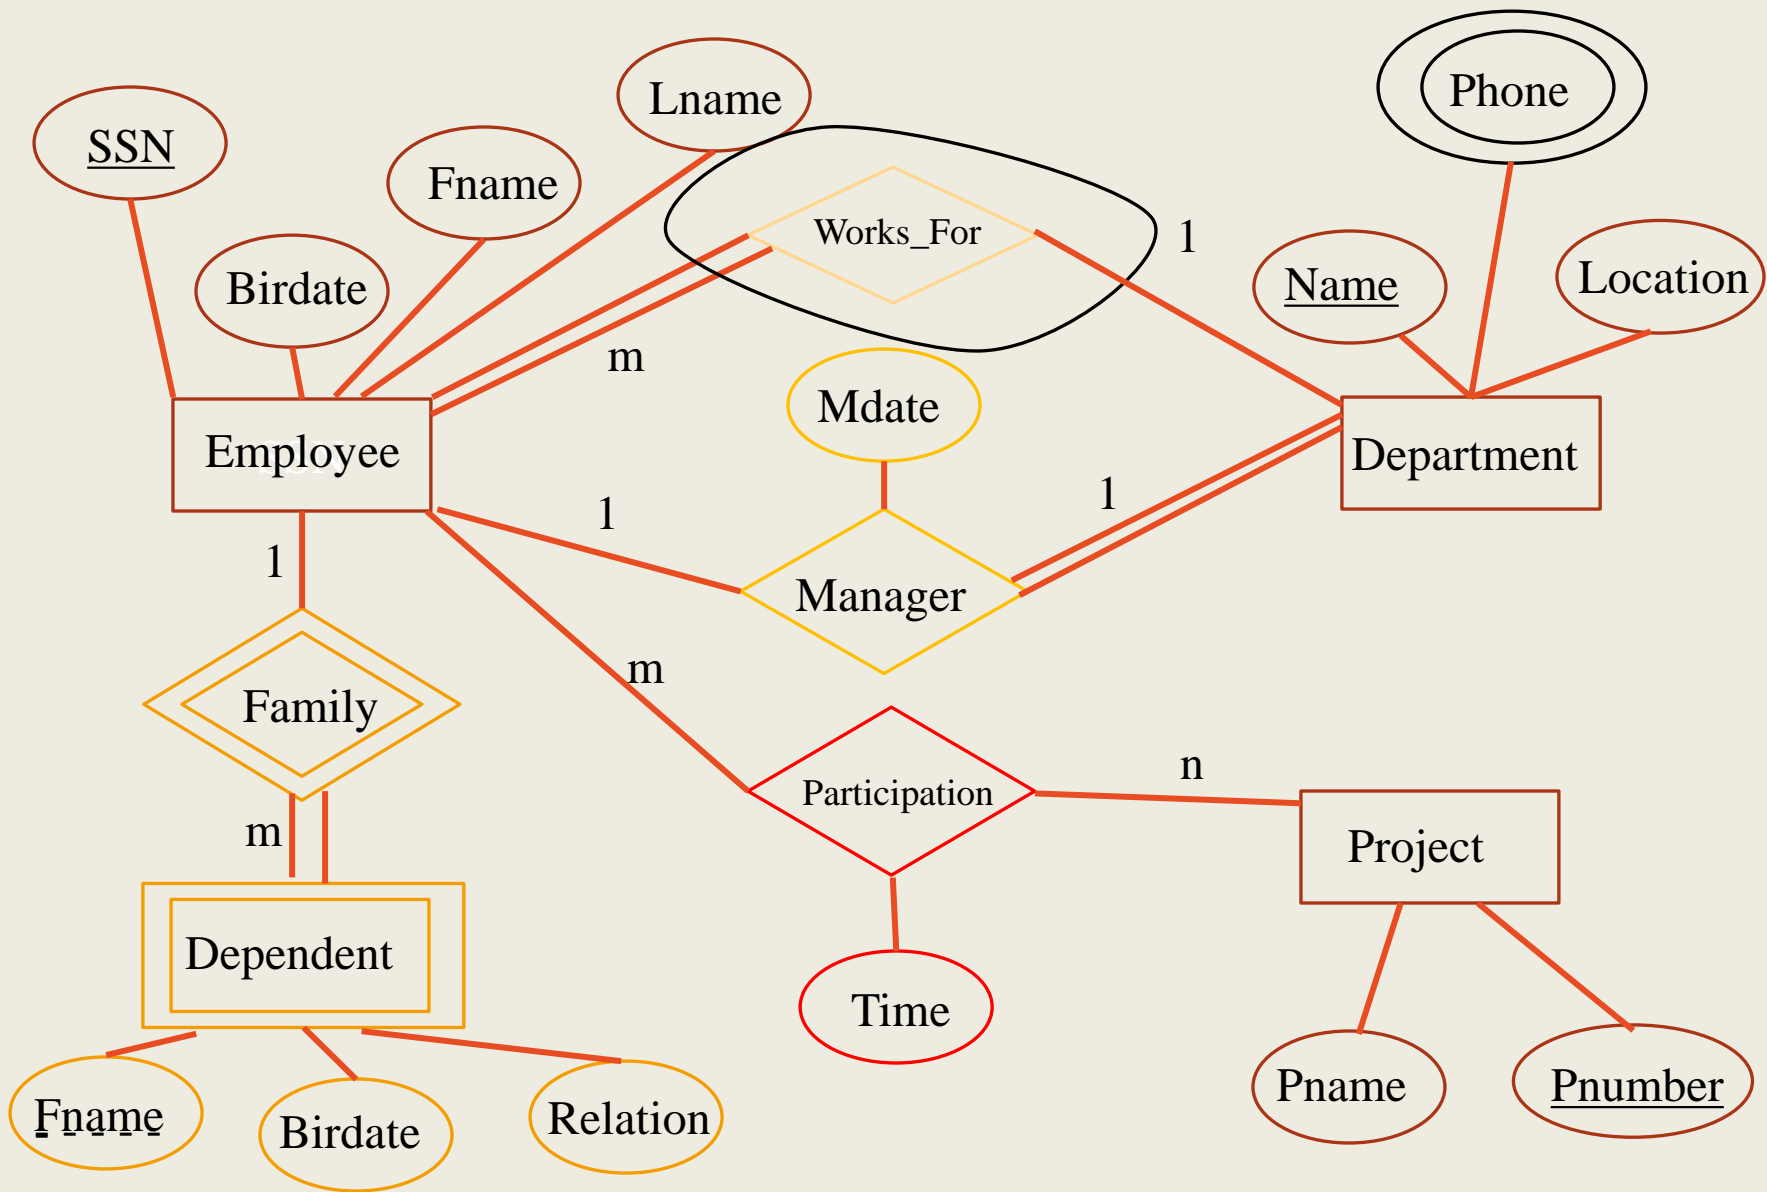 Lname
Phone
SSN
Fname
Works_For
1
Name
Location
Birdate
m
Mdate
Employee
Department
1
1
1
Manager
m
Family
n
Participation
m
Project
Dependent
Time
Fname
Birdate
Relation
Pname
Pnumber